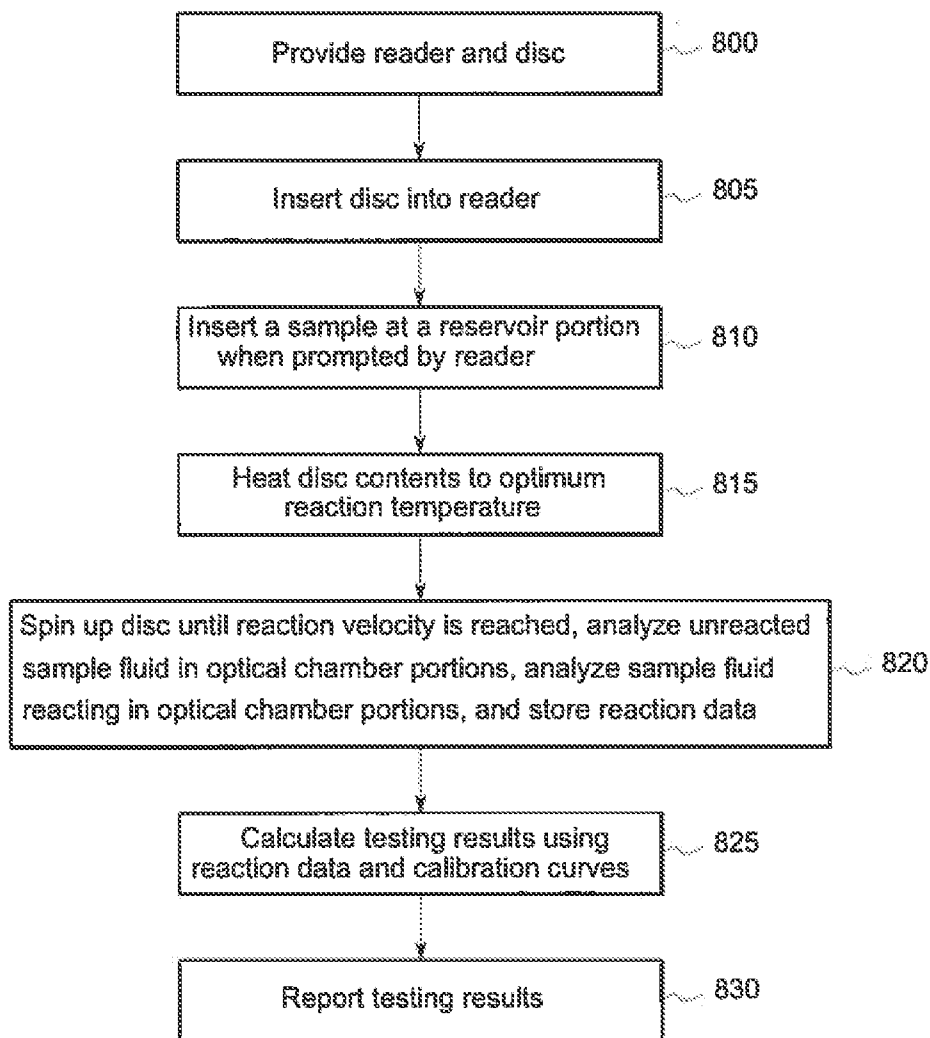 Provide reader and disc
800
Insert disc into reader
805
Insert a sample at a reservoir portion
when prompted by reader
810
Heat disc contents to optimum
reaction temperature
815
Spin up disc until reaction velocity is reached, analyze unreacted
sample fluid in optical chamber portions, analyze sample fluid
reacting in optical chamber portions, and store reaction data
820
Calculate testing results using
reaction data and calibration curves
825
Report testing results
830